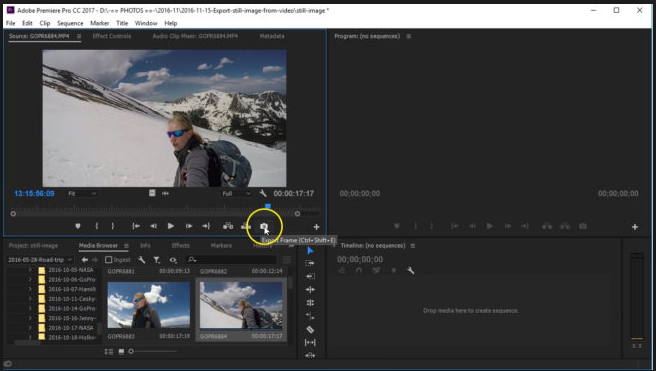 Adobe Premiere Pro CC 2017 - D:\-== PHOTOS ==-\2016-11\2016-11-15-Export-still-image-from-video\still-image *
File Edit Clip Sequence Marker Title Window Help
Source: GOPR6884.MP4 Effect Controls Audio Clip Mixer: GOPR6884.MP4 Metadata
Program: (no sequences)
13:15:56:09 Fit Full 00:00:17:17
00;00;00;00 00;00;00;00
Export Frame (Ctrl+Shift+E)
Project: still-image Media Browser Info Effects Markers
Timeline: (no sequences)
2016-05-28-Road-trip Ingest
00;00;00;00
2016-10-05-NASA
2016-10-06-GoPro
2016-10-07-Hamilt
2016-10-11-Cesky-
2016-10-14-GoPro-
2016-10-16-Jenny-
2016-10-17-NASA
2016-10-18-Holko-
GOPR6881 00:00:09:13 GOPR6882 00:00:12:14
GOPR6883 00:00:17:19 GOPR6884 00:00:17:17
Drop media here to create sequence.